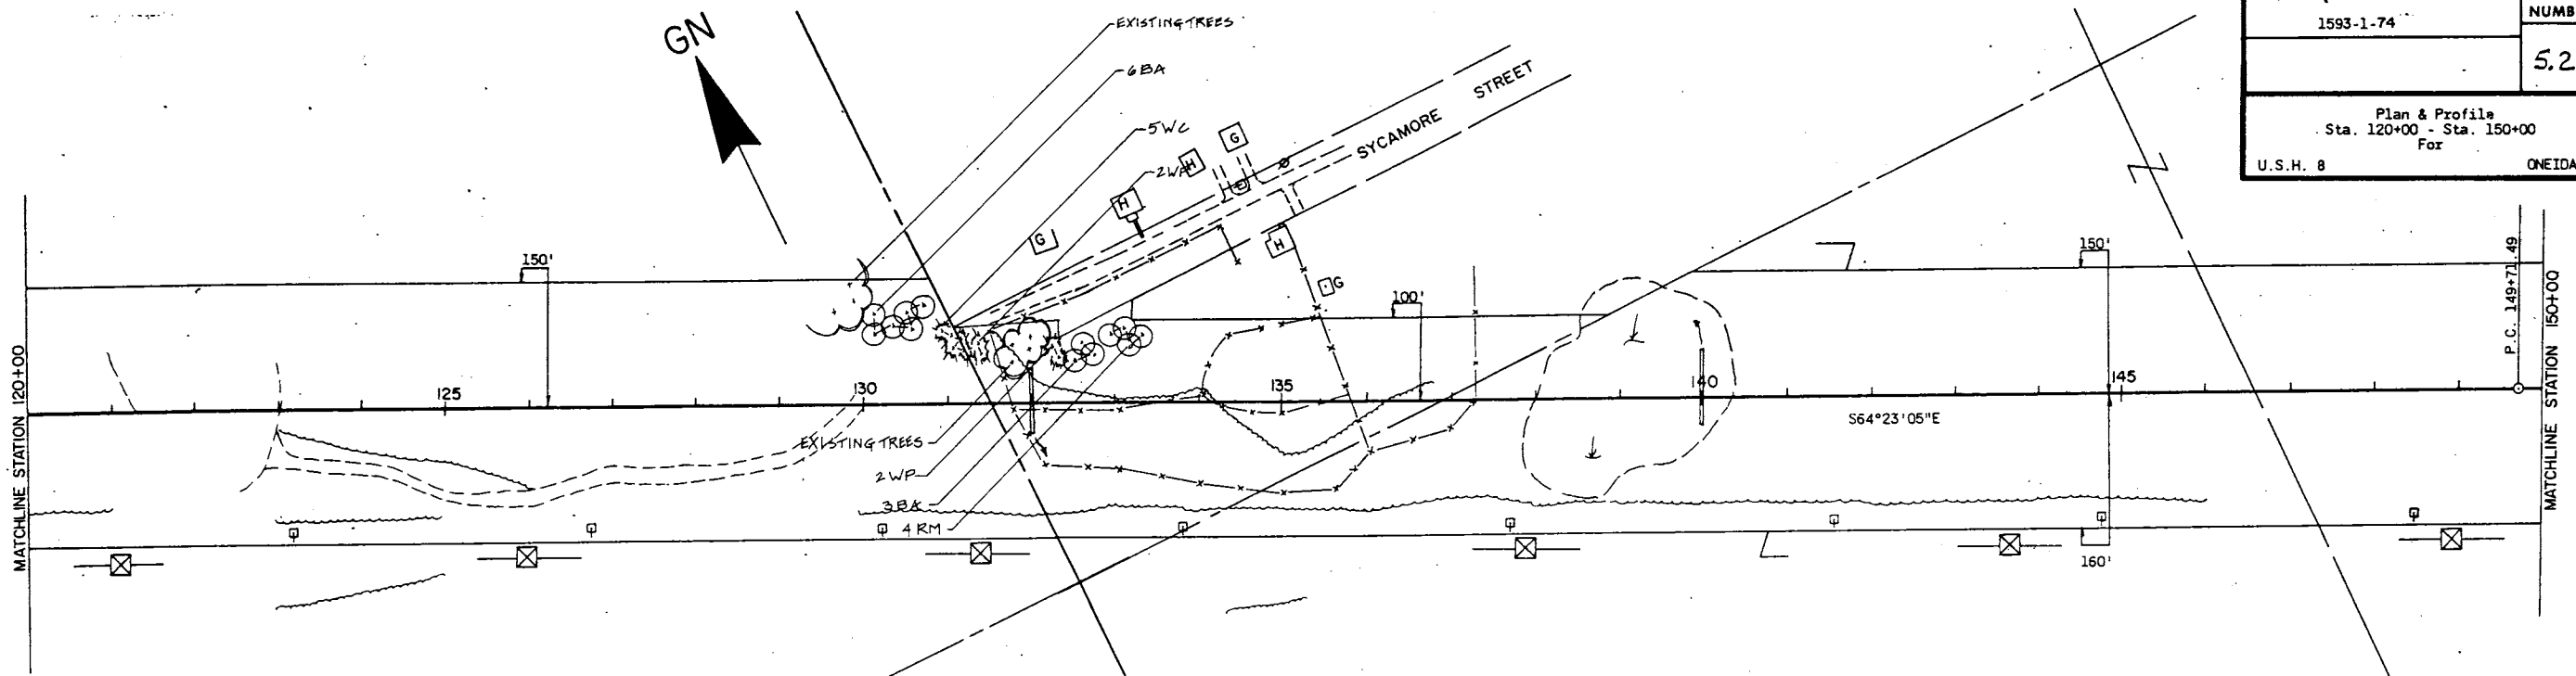 GN
EXISTING TREES
6BA
5WC
SYCAMORE STREET
H
G
H
G
H
G
1593-1-74
5.2
Plan & Profile
Sta. 120+00 - Sta. 150+00
For
U.S.H. 8 ONEIDA
150'
100'
150'
P.C. 149+71.49
MATCHLINE STATION 120+00
MATCHLINE STATION 150+00
125
130
135
140
145
S64°23'05"E
EXISTING TREES
2WP
3BA
4RM
160'